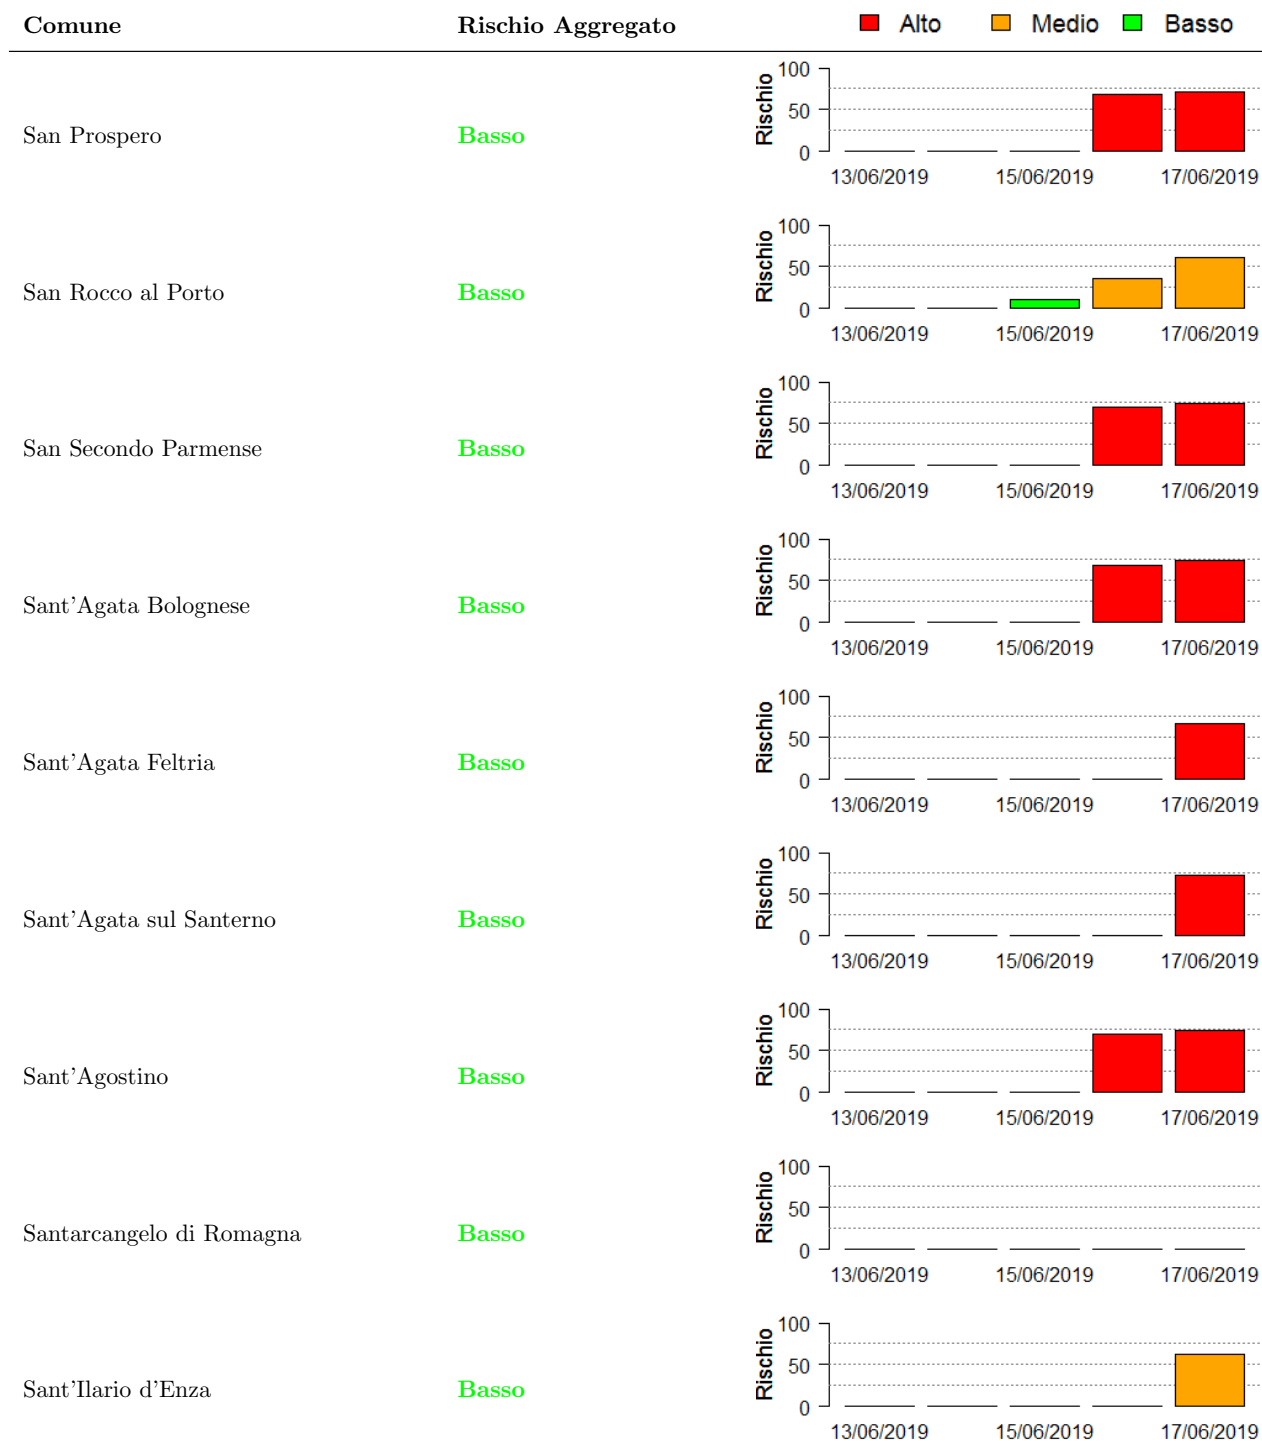 Comune Rischio Aggregato Alto Medio Basso
San Prospero Basso
Rischio
100
50
0
13/06/2019 15/06/2019 17/06/2019
San Rocco al Porto Basso
Rischio
100
50
0
13/06/2019 15/06/2019 17/06/2019
San Secondo Parmense Basso
Rischio
100
50
0
13/06/2019 15/06/2019 17/06/2019
Sant'Agata Bolognese Basso
Rischio
100
50
0
13/06/2019 15/06/2019 17/06/2019
Sant'Agata Feltria Basso
Rischio
100
50
0
13/06/2019 15/06/2019 17/06/2019
Sant'Agata sul Santerno Basso
Rischio
100
50
0
13/06/2019 15/06/2019 17/06/2019
Sant'Agostino Basso
Rischio
100
50
0
13/06/2019 15/06/2019 17/06/2019
Santarcangelo di Romagna Basso
Rischio
100
50
0
13/06/2019 15/06/2019 17/06/2019
Sant'Ilario d'Enza Basso
Rischio
100
50
0
13/06/2019 15/06/2019 17/06/2019